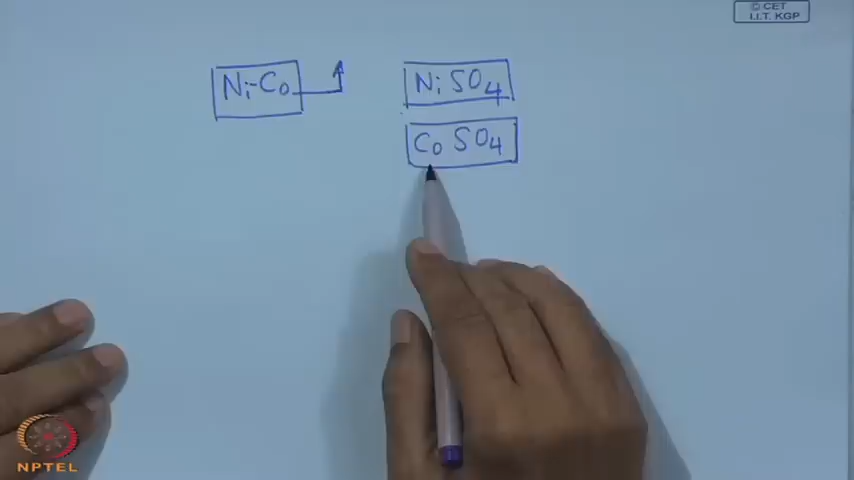 © CET
I.I.T. KGP
Ni-Co
NiSO4
CoSO4
NPTEL